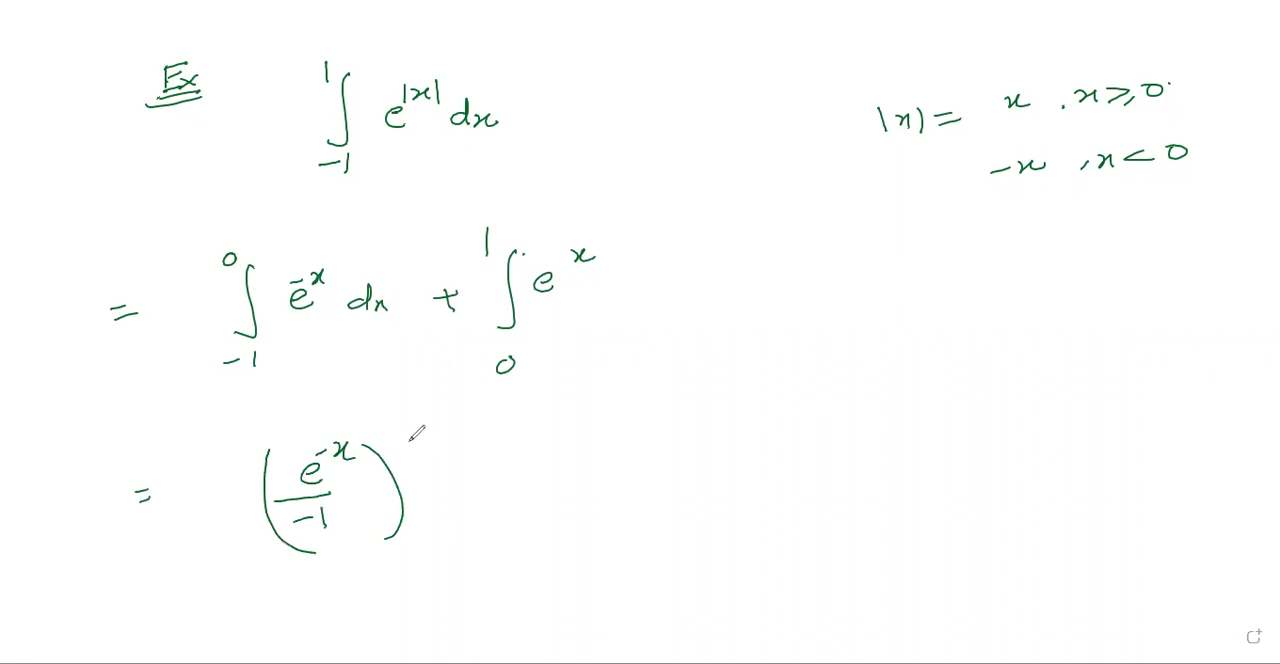 Ex ∫_{-1}^{1} e^{|x|} dx
|x| = x , x ≥ 0
-x , x < 0
= ∫_{-1}^{0} e^{-x} dx + ∫_{0}^{1} e^{x}
= (e^{-x}/-1)